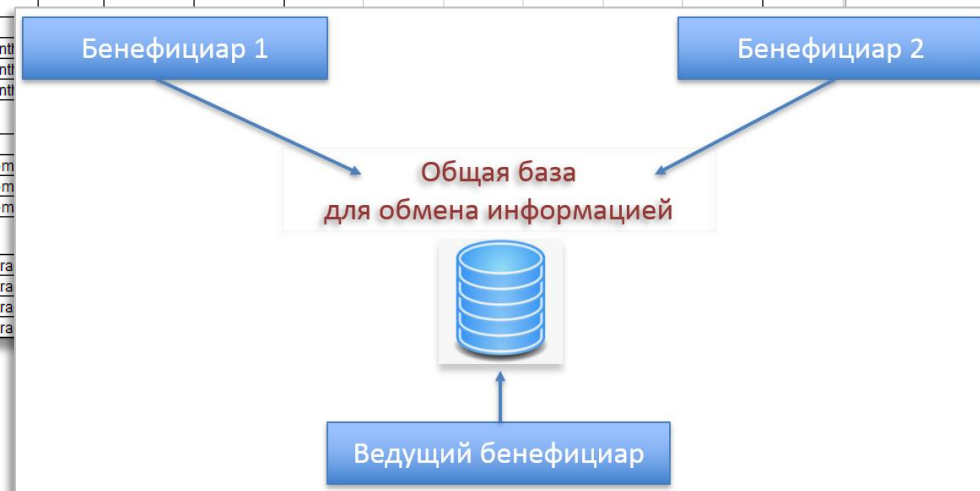 Бенефициар 1
Бенефициар 2
Общая база
для обмена информацией
Ведущий бенефициар